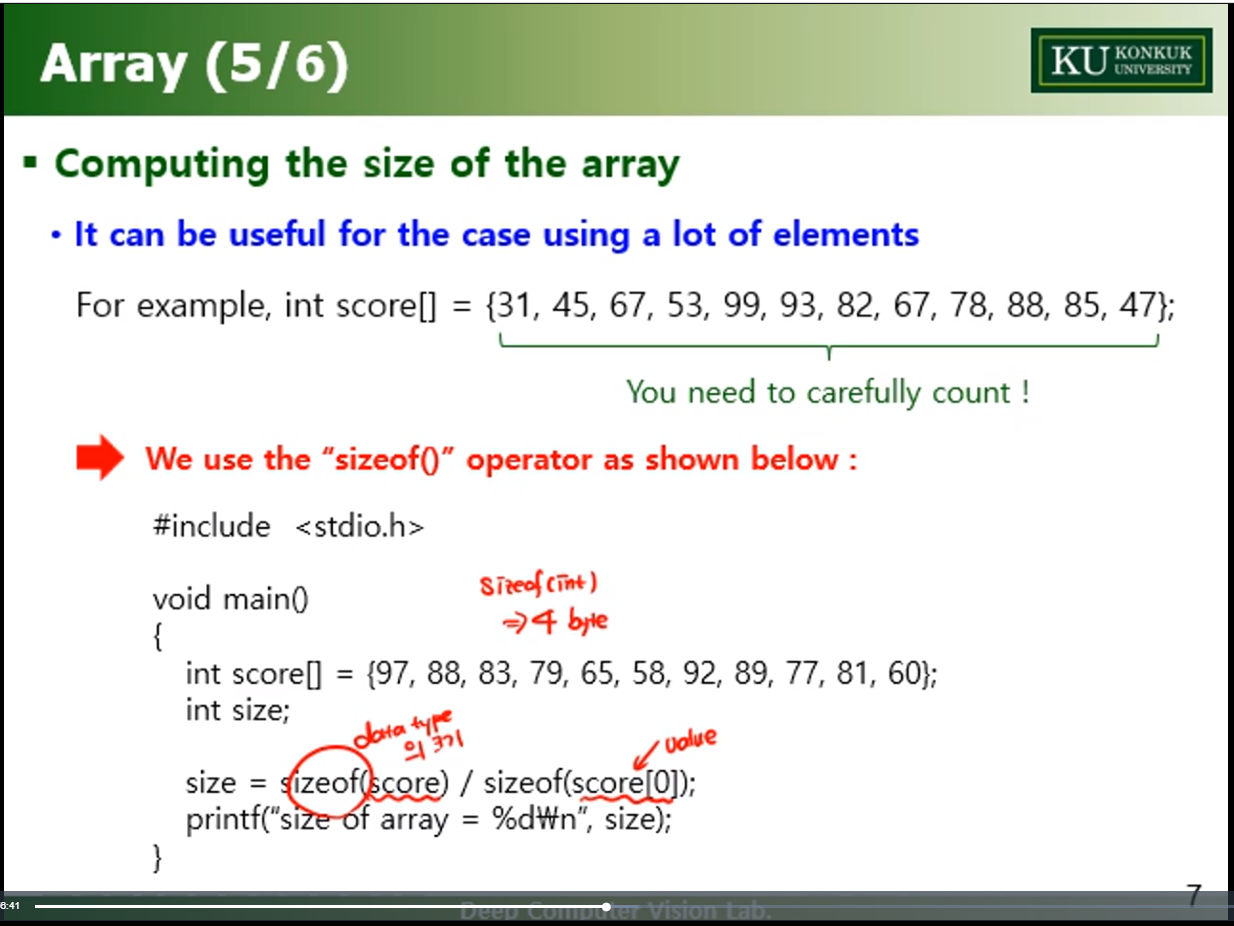 Array (5/6)
KU KONKUK UNIVERSITY
▪ Computing the size of the array
• It can be useful for the case using a lot of elements
For example, int score[] = {31, 45, 67, 53, 99, 93, 82, 67, 78, 88, 85, 47};
You need to carefully count !
We use the “sizeof()” operator as shown below :
#include <stdio.h>
void main()
sizeof(int)
{
⇒ 4 byte
int score[] = {97, 88, 83, 79, 65, 58, 92, 89, 77, 81, 60};
int size;
data type
의 크기
value
size = sizeof(score) / sizeof(score[0]);
printf(“size of array = %d₩n”, size);
}
7
6:41
Deep Computer Vision Lab.